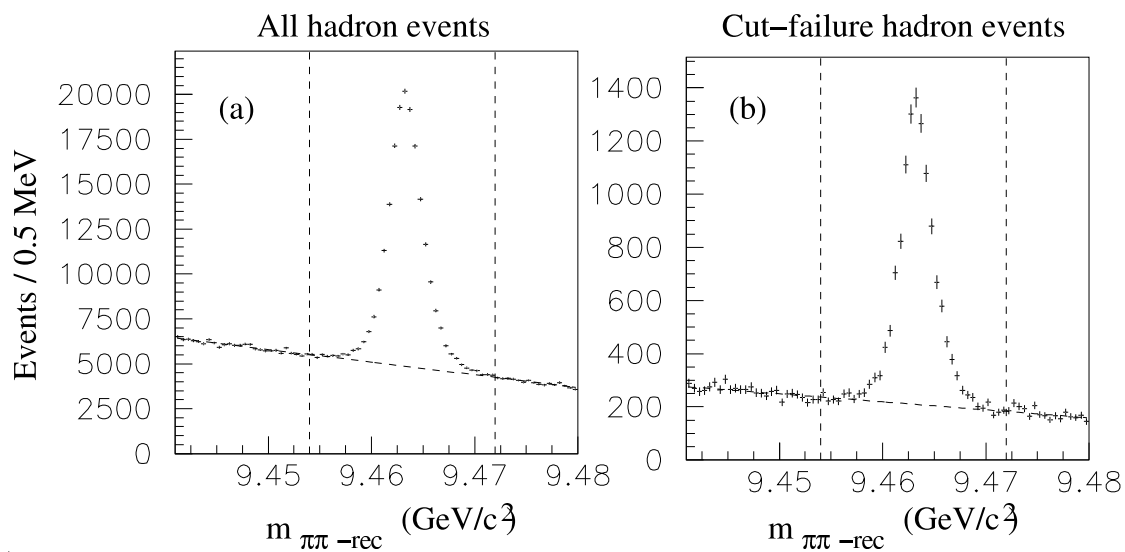 All hadron events
Cut−failure hadron events
(a)
(b)
Events / 0.5 MeV
20000
17500
15000
12500
10000
7500
5000
2500
0
1400
1200
1000
800
600
400
200
0
9.45 9.46 9.47 9.48
9.45 9.46 9.47 9.48
m ππ −rec (GeV/c²)
m ππ −rec (GeV/c²)